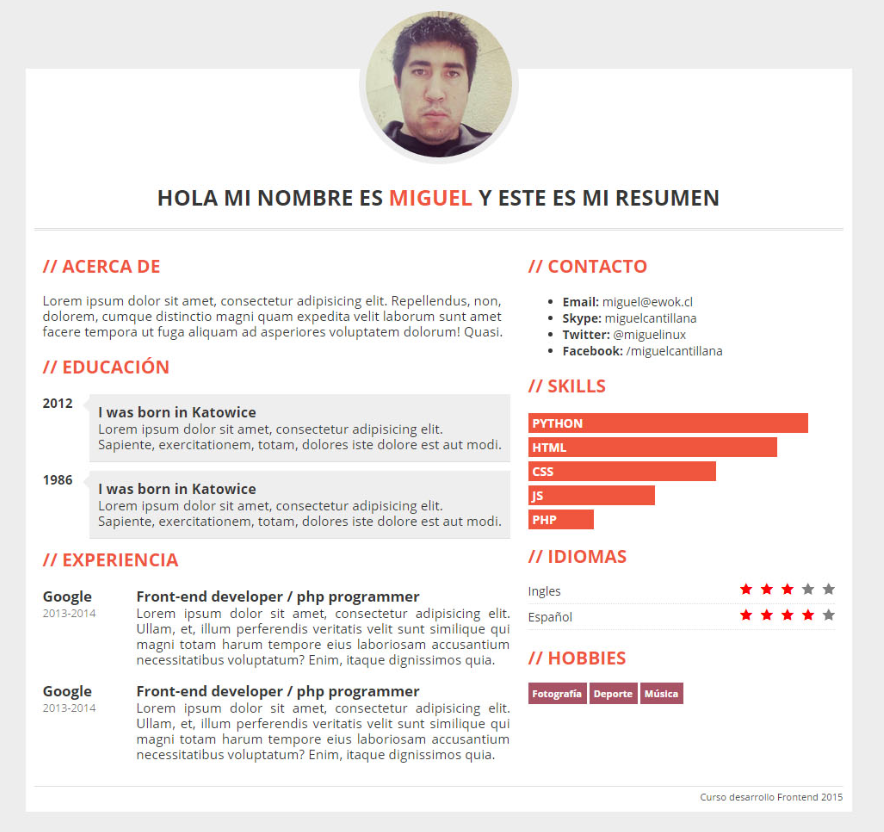 HOLA MI NOMBRE ES MIGUEL Y ESTE ES MI RESUMEN
// ACERCA DE
Lorem ipsum dolor sit amet, consectetur adipisicing elit. Repellendus, non,
dolorem, cumque distinctio magni quam expedita velit laborum sunt amet
facere tempora ut fuga aliquam ad asperiores voluptatem dolorum! Quasi.
// EDUCACIÓN
2012
I was born in Katowice
Lorem ipsum dolor sit amet, consectetur adipisicing elit.
Sapiente, exercitationem, totam, dolores iste dolore est aut modi.
1986
I was born in Katowice
Lorem ipsum dolor sit amet, consectetur adipisicing elit.
Sapiente, exercitationem, totam, dolores iste dolore est aut modi.
// EXPERIENCIA
Google
2013-2014
Front-end developer / php programmer
Lorem ipsum dolor sit amet, consectetur adipisicing elit.
Ullam, et, illum perferendis veritatis velit sunt similique qui
magni totam harum tempore eius laboriosam accusantium
necessitatibus voluptatum? Enim, itaque dignissimos quia.
Google
2013-2014
Front-end developer / php programmer
Lorem ipsum dolor sit amet, consectetur adipisicing elit.
Ullam, et, illum perferendis veritatis velit sunt similique qui
magni totam harum tempore eius laboriosam accusantium
necessitatibus voluptatum? Enim, itaque dignissimos quia.
// CONTACTO
Email: miguel@ewok.cl
Skype: miguelcantillana
Twitter: @miguelinux
Facebook: /miguelcantillana
// SKILLS
PYTHON
HTML
CSS
JS
PHP
// IDIOMAS
Ingles
Español
// HOBBIES
Fotografía Deporte Música
Curso desarrollo Frontend 2015